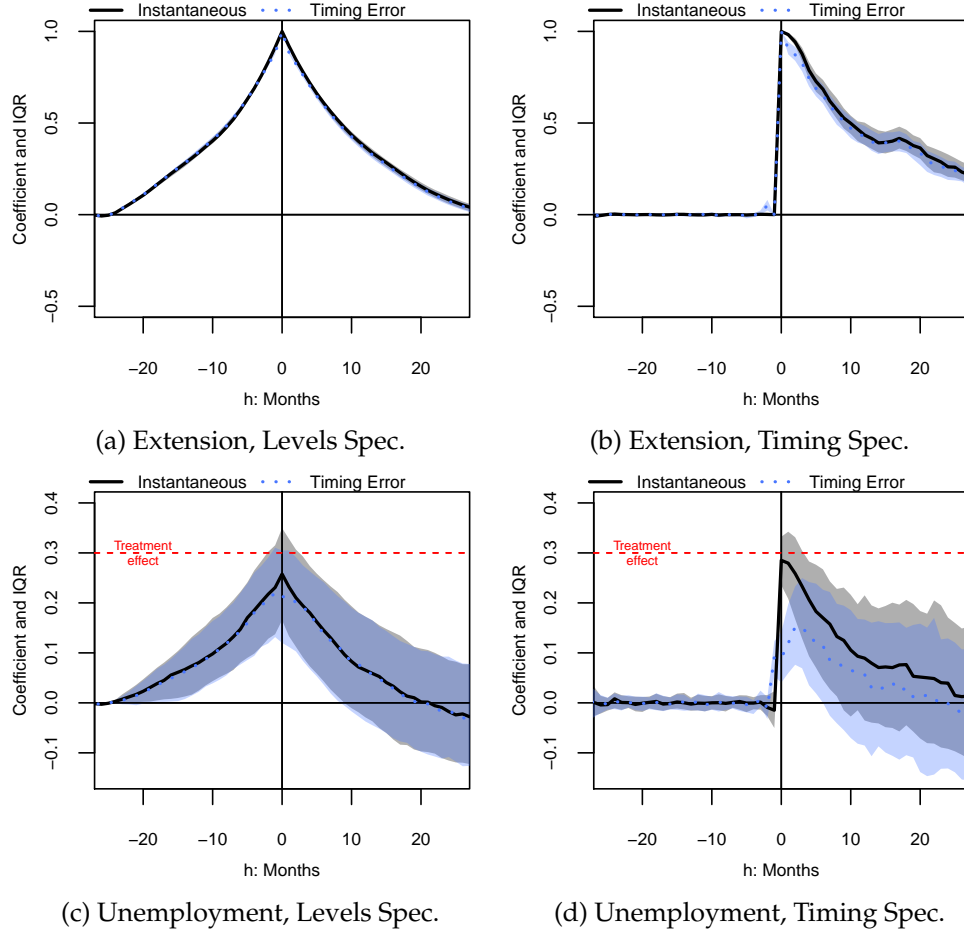 Instantaneous Timing Error
Coefficient and IQR
1.0
0.5
0.0
−0.5
−20 −10 0 10 20
h: Months
(a) Extension, Levels Spec.
Instantaneous Timing Error
Coefficient and IQR
1.0
0.5
0.0
−0.5
−20 −10 0 10 20
h: Months
(b) Extension, Timing Spec.
Instantaneous Timing Error
Coefficient and IQR
0.4
0.3
0.2
0.1
0.0
−0.1
Treatment
effect
−20 −10 0 10 20
h: Months
(c) Unemployment, Levels Spec.
Instantaneous Timing Error
Coefficient and IQR
0.4
0.3
0.2
0.1
0.0
−0.1
Treatment
effect
−20 −10 0 10 20
h: Months
(d) Unemployment, Timing Spec.